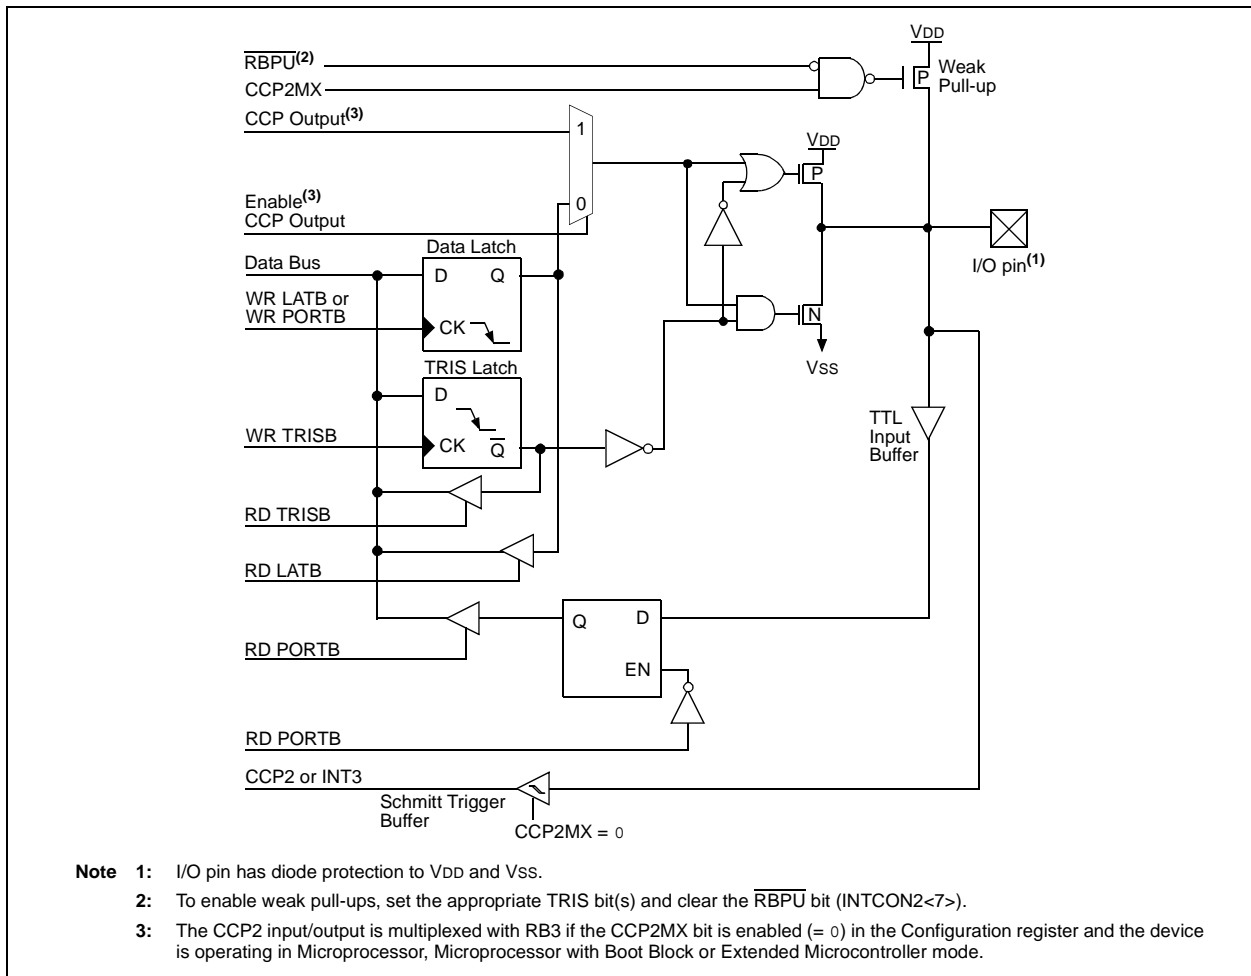 VDD
RBPU(2)
Weak
Pull-up
P
CCP2MX
CCP Output(3)
1
VDD
P
Enable(3)
0
CCP Output
Data Latch
I/O pin(1)
Data Bus
D Q
WR LATB or
WR PORTB
CK
N
VSS
TRIS Latch
D
TTL
Input
Buffer
WR TRISB
CK Q
RD TRISB
RD LATB
Q D
RD PORTB
EN
RD PORTB
CCP2 or INT3
Schmitt Trigger
Buffer
CCP2MX = 0
Note 1: I/O pin has diode protection to VDD and VSS.
2: To enable weak pull-ups, set the appropriate TRIS bit(s) and clear the RBPU bit (INTCON2<7>).
3: The CCP2 input/output is multiplexed with RB3 if the CCP2MX bit is enabled (= 0) in the Configuration register and the device
is operating in Microprocessor, Microprocessor with Boot Block or Extended Microcontroller mode.